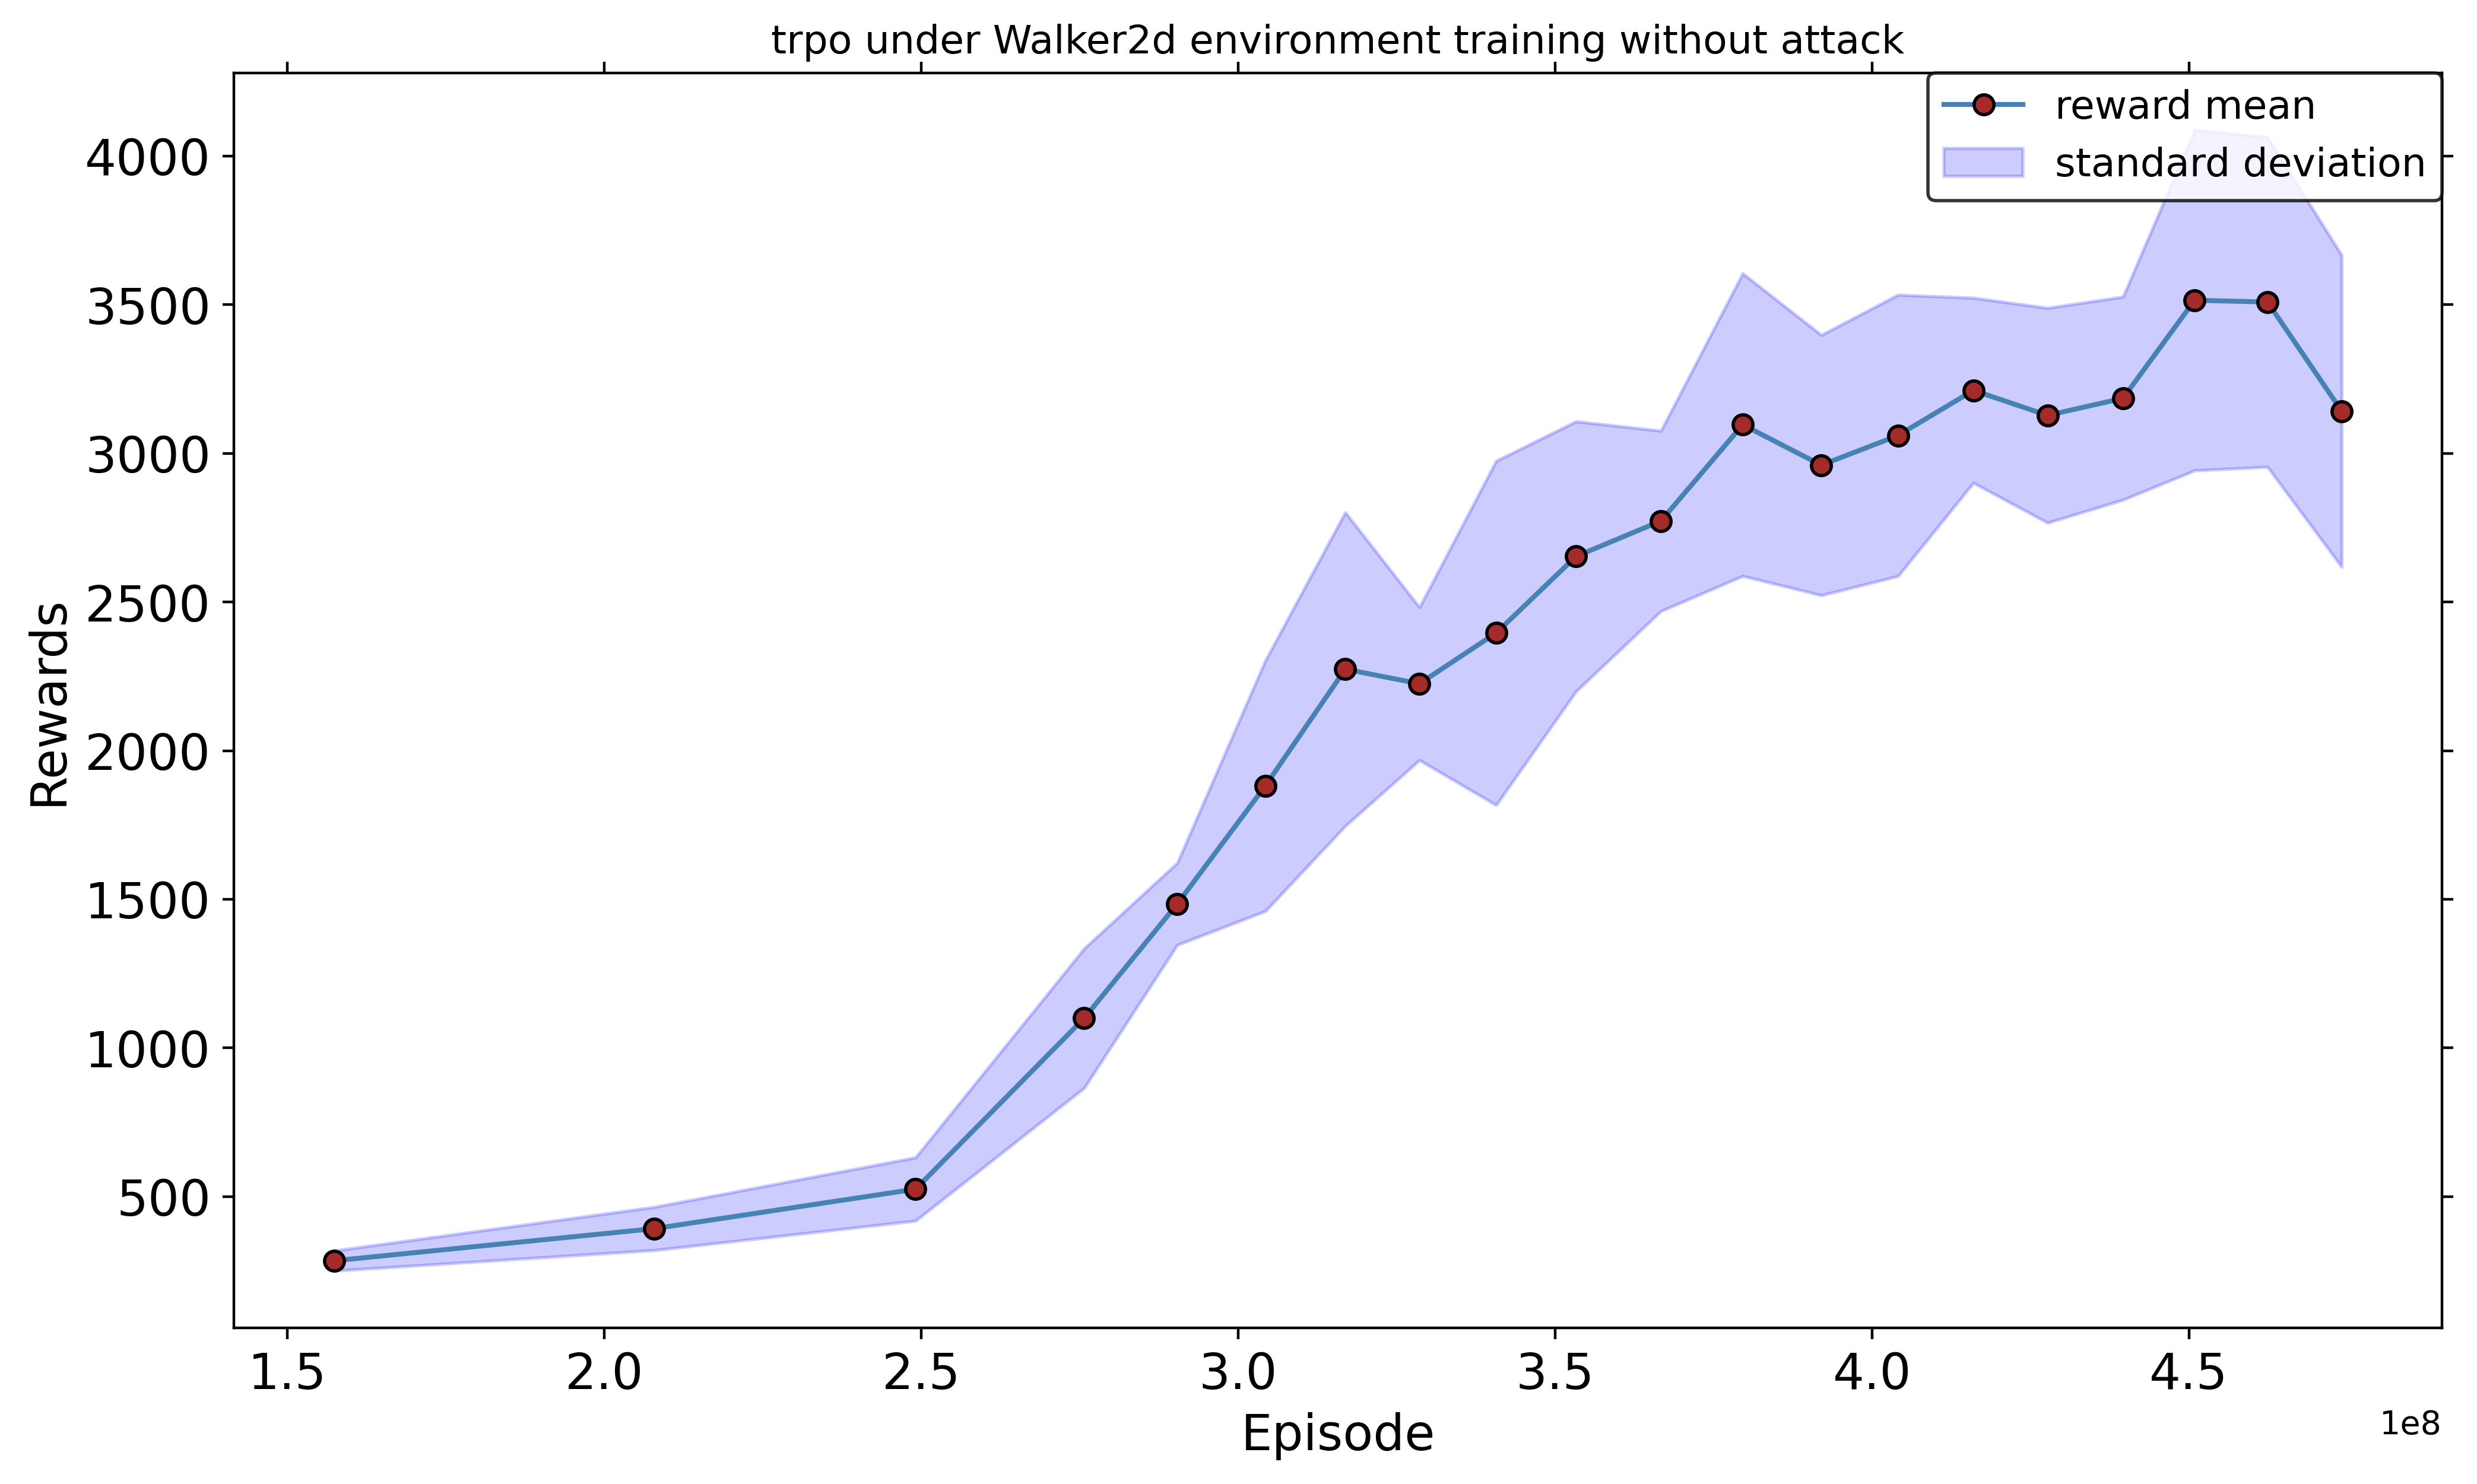 trpo under Walker2d environment training without attack
reward mean
standard deviation
4000
3500
3000
2500
2000
1500
1000
500
Rewards
1.5 2.0 2.5 3.0 3.5 4.0 4.5
1e8
Episode